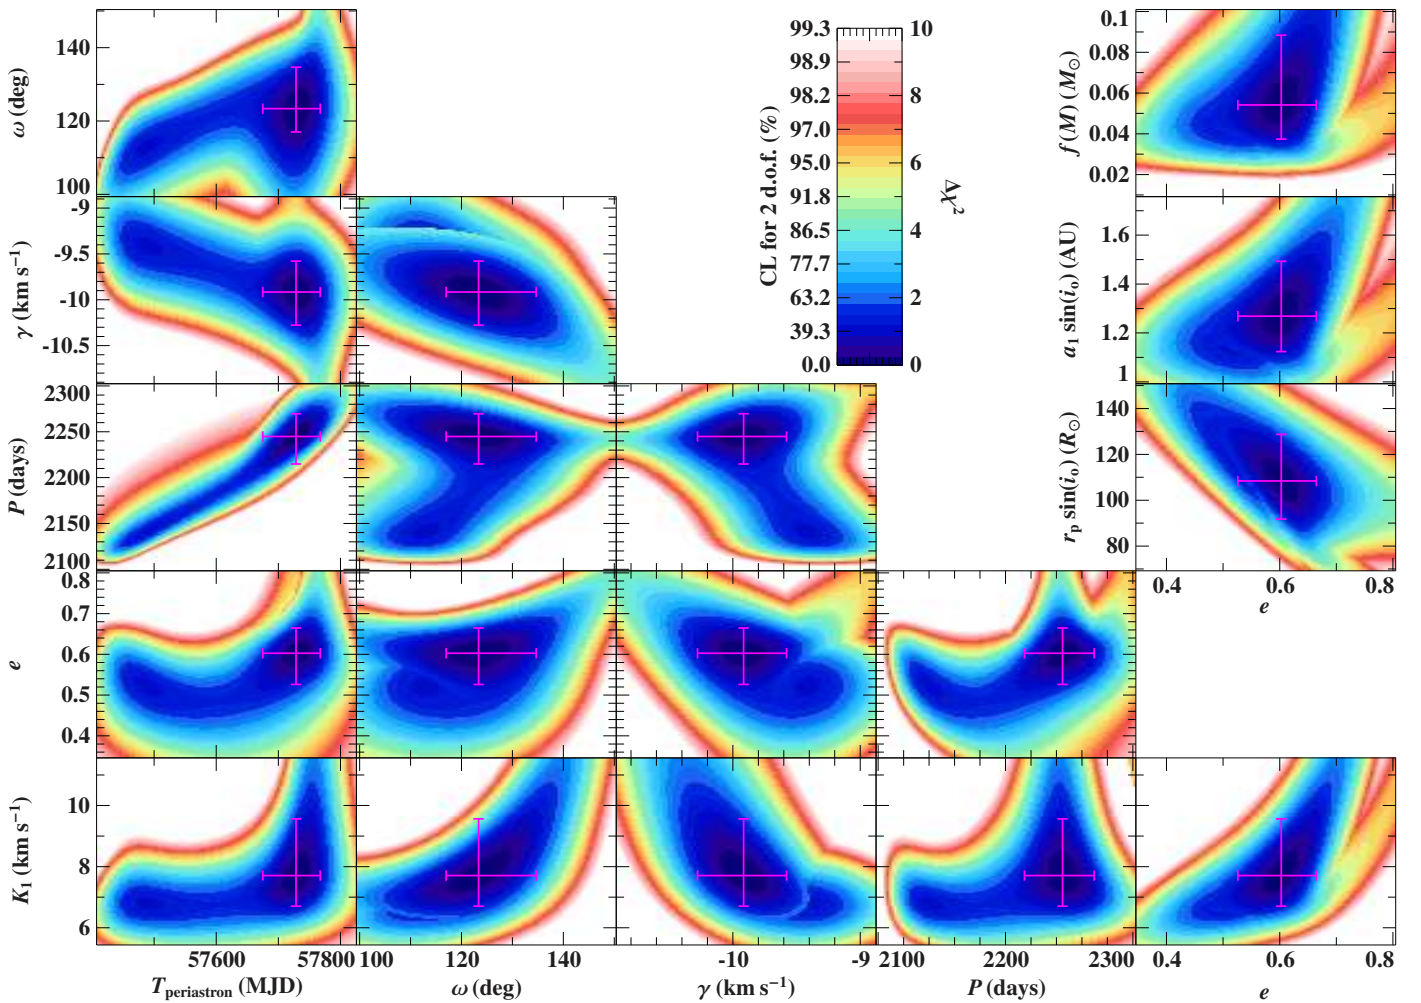 ω (deg)
140
120
100
γ (km s⁻¹)
-9
-9.5
-10
-10.5
P (days)
2300
2250
2200
2150
2100
e
0.8
0.7
0.6
0.5
0.4
K₁ (km s⁻¹)
10
8
6
57600 57800
T_periastron (MJD)
100 120 140
ω (deg)
-10 -9
γ (km s⁻¹)
2100 2200 2300
P (days)
0.4 0.6 0.8
e
CL for 2 d.o.f. (%)
99.3
98.9
98.2
97.0
95.0
91.8
86.5
77.7
63.2
39.3
0.0
10
8
6
4
2
0
Δχ²
f(M) (M☉)
0.1
0.08
0.06
0.04
0.02
a₁ sin(iₒ) (AU)
1.6
1.4
1.2
1
rₚ sin(iₒ) (R☉)
140
120
100
80
0.4 0.6 0.8
e